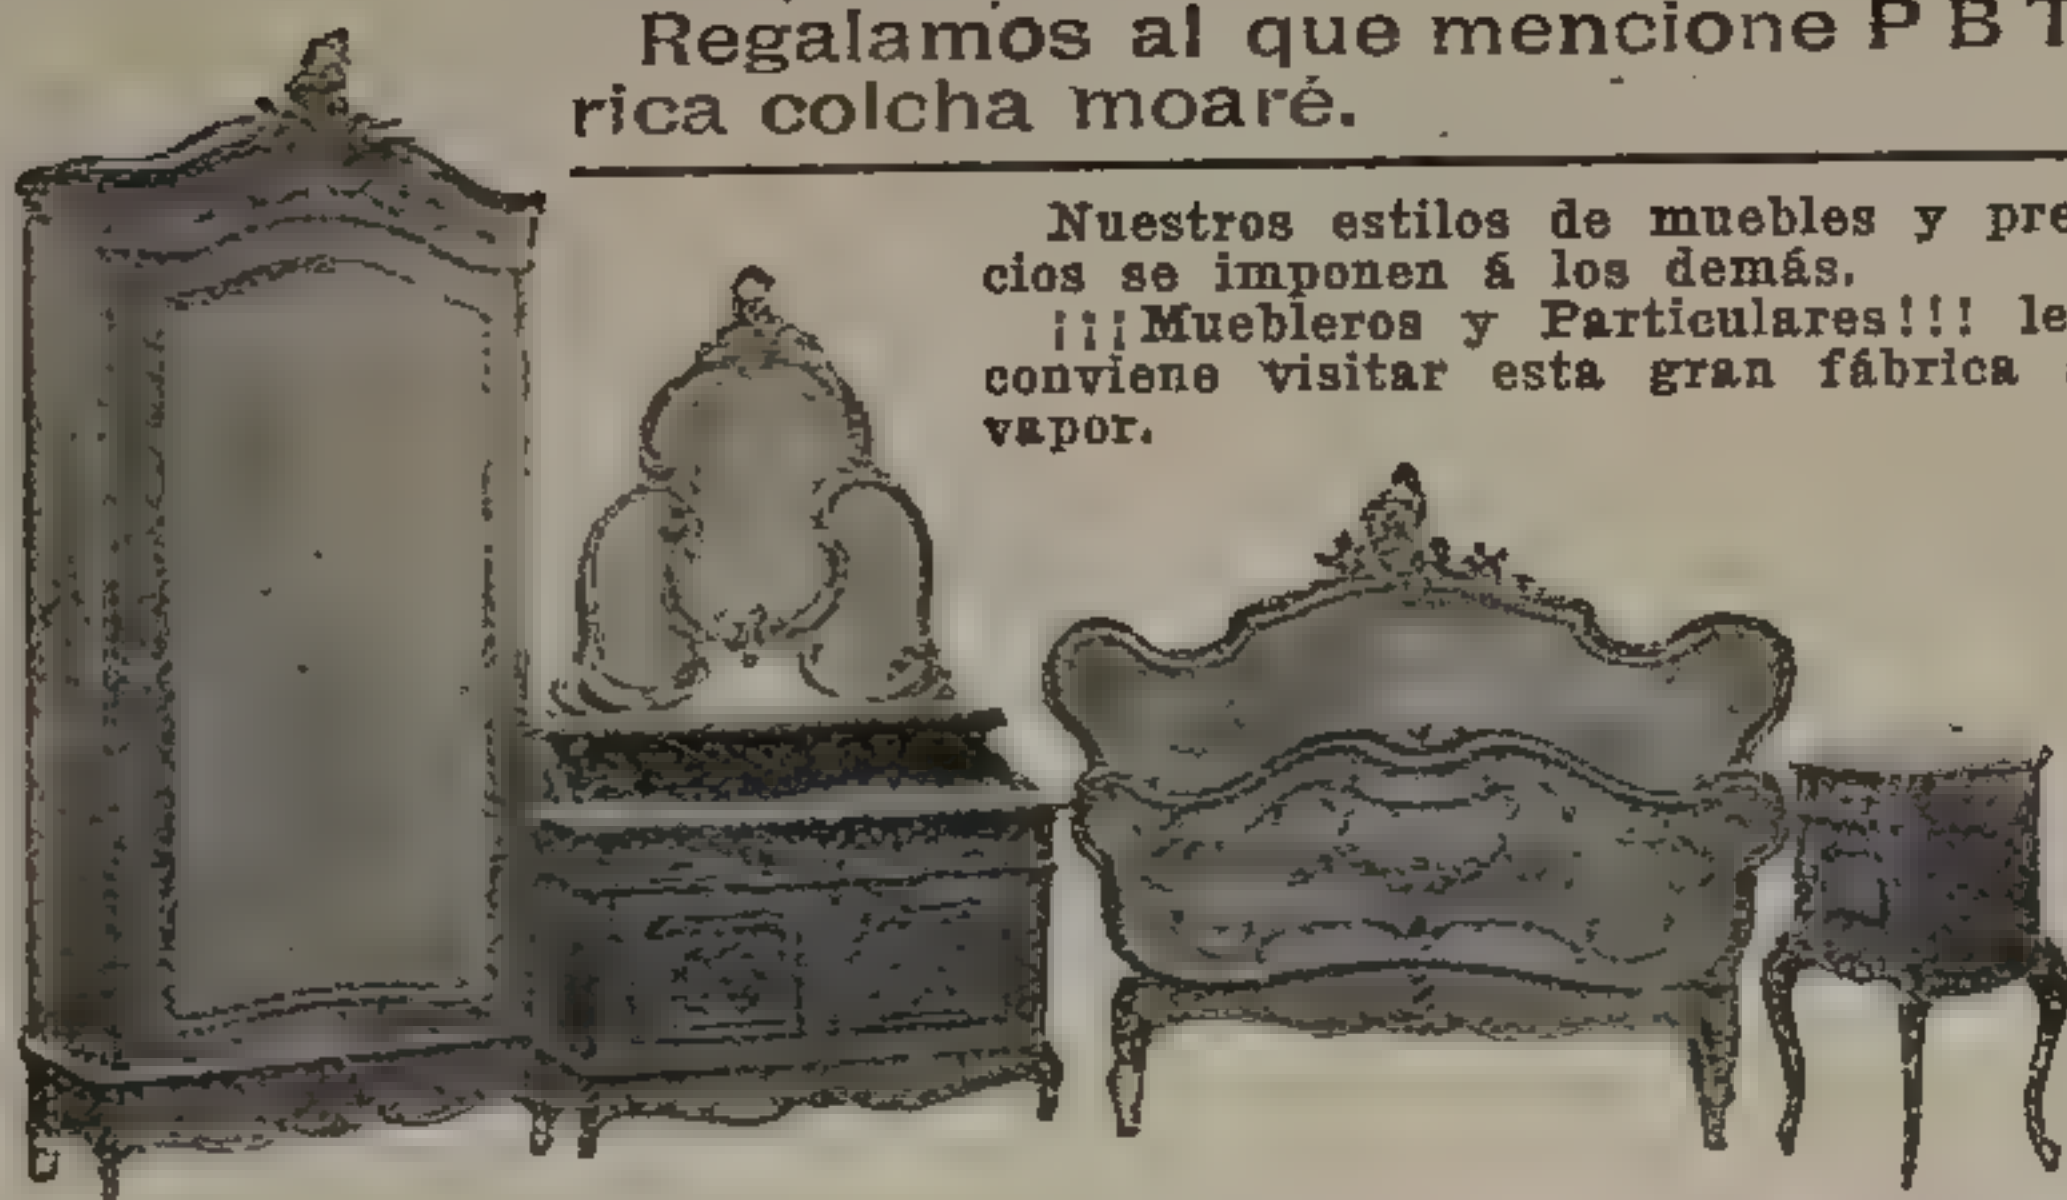 Regalamos al que mencione P B T
rica colcha moaré.
Nuestros estilos de muebles y pre
cios se imponen á los demás.
¡¡¡Muebleros y Particulares!!! le
conviene visitar esta gran fábrica
vapor.